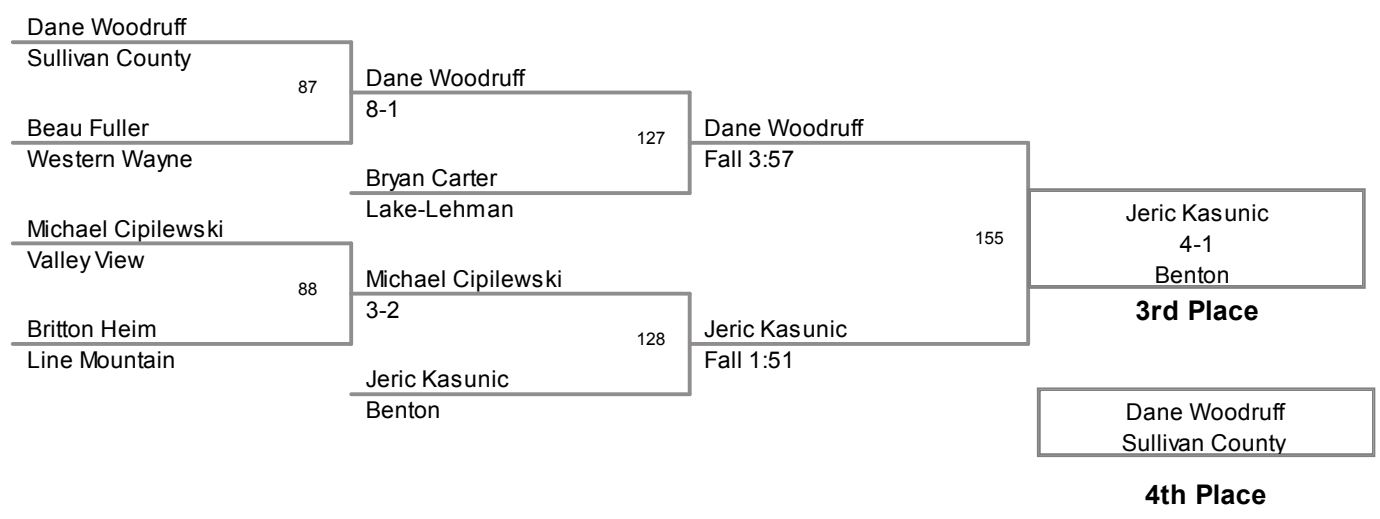 Dane Woodruff
Sullivan County
87
Beau Fuller
Western Wayne
Michael Cipilewski
Valley View
88
Britton Heim
Line Mountain
Dane Woodruff
8-1
127
Bryan Carter
Lake-Lehman
Michael Cipilewski
3-2
128
Jeric Kasunic
Benton
Dane Woodruff
Fall 3:57
155
Jeric Kasunic
Fall 1:51
Jeric Kasunic
4-1
Benton
3rd Place
Dane Woodruff
Sullivan County
4th Place